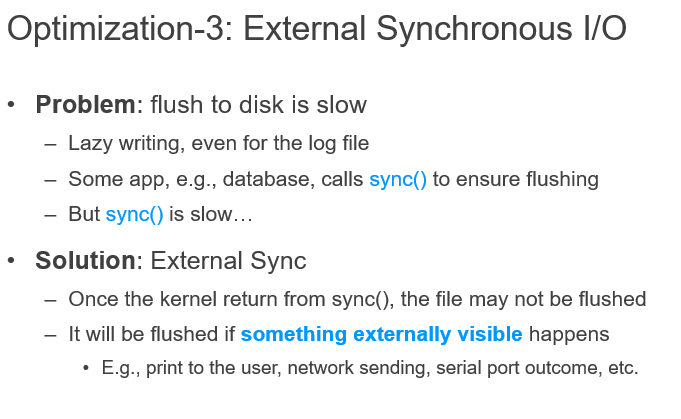 Optimization-3: External Synchronous I/O
• Problem: flush to disk is slow
– Lazy writing, even for the log file
– Some app, e.g., database, calls sync() to ensure flushing
– But sync() is slow…
• Solution: External Sync
– Once the kernel return from sync(), the file may not be flushed
– It will be flushed if something externally visible happens
• E.g., print to the user, network sending, serial port outcome, etc.